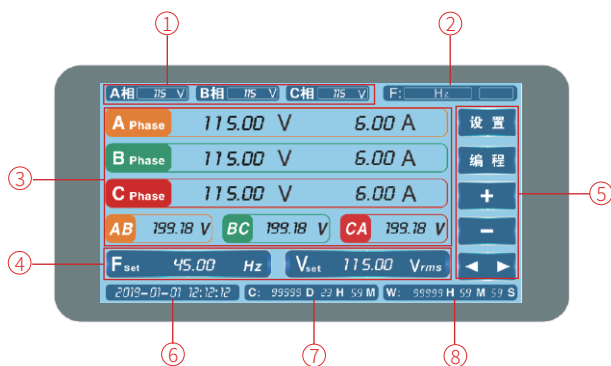 ① ②
A相 115 V B相 115 V C相 115 V F: Hz
A Phase 115.00 V 6.00 A 设置
B Phase 115.00 V 6.00 A 编程
③ C Phase 115.00 V 6.00 A + ⑤
AB 199.18 V BC 199.18 V CA 199.18 V −
④ Fset 45.00 Hz Vset 115.00 Vrms ◀ ▶
2019-01-01 12:12:12 C: 99999 D 23 H 59 M W: 99999 H 59 M 59 S
⑥ ⑦ ⑧